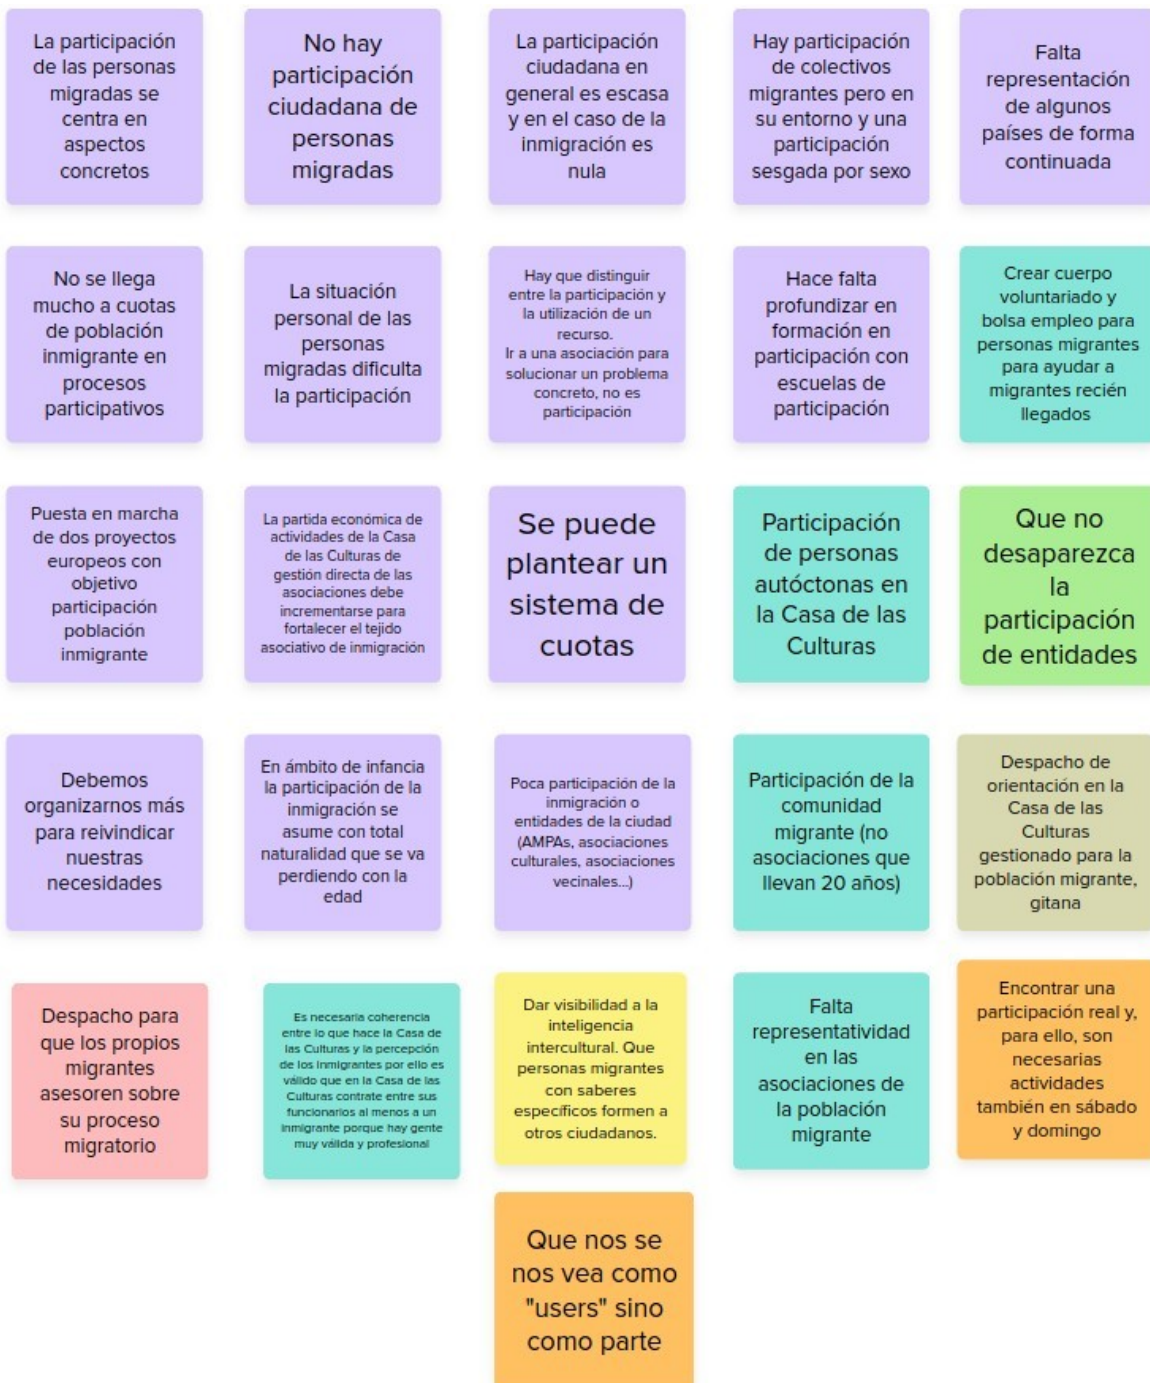 La participación
de las personas
migradas se
centra en
aspectos
concretos
No hay
participación
ciudadana de
personas
migradas
La participación
ciudadana en
general es escasa
y en el caso de la
inmigración es
nula
Hay participación
de colectivos
migrantes pero en
su entorno y una
participación
sesgada por sexo
Falta
representación
de algunos
países de forma
continuada
No se llega
mucho a cuotas
de población
inmigrante en
procesos
participativos
La situación
personal de las
personas
migradas dificulta
la participación
Hay que distinguir
entre la participación y
la utilización de un
recurso.
Ir a una asociación para
solucionar un problema
concreto, no es
participación
Hace falta
profundizar en
formación en
participación con
escuelas de
participación
Crear cuerpo
voluntariado y
bolsa empleo para
personas migrantes
para ayudar a
migrantes recién
llegados
Puesta en marcha
de dos proyectos
europeos con
objetivo
participación
población
inmigrante
La partida económica de
actividades de la Casa
de las Culturas de
gestión directa de las
asociaciones debe
incrementarse para
fortalecer el tejido
asociativo de inmigración
Se puede
plantear un
sistema de
cuotas
Participación
de personas
autóctonas en
la Casa de las
Culturas
Que no
desaparezca
la
participación
de entidades
Debemos
organizarnos más
para reivindicar
nuestras
necesidades
En ámbito de infancia
la participación de la
inmigración se
asume con total
naturalidad que se va
perdiendo con la
edad
Poca participación de la
inmigración o
entidades de la ciudad
(AMPAs, asociaciones
culturales, asociaciones
vecinales...)
Participación de la
comunidad
migrante (no
asociaciones que
llevan 20 años)
Despacho de
orientación en la
Casa de las
Culturas
gestionado para la
población migrante,
gitana
Despacho para
que los propios
migrantes
asesoren sobre
su proceso
migratorio
Es necesaria coherencia
entre lo que hace la Casa de
las Culturas y la percepción
de los inmigrantes por ello es
válido que en la Casa de las
Culturas contrate entre sus
funcionarios al menos a un
inmigrante porque hay gente
muy válida y profesional
Dar visibilidad a la
inteligencia
intercultural. Que
personas migrantes
con saberes
específicos formen a
otros ciudadanos.
Falta
representatividad
en las
asociaciones de
la población
migrante
Encontrar una
participación real y,
para ello, son
necesarias
actividades
también en sábado
y domingo
Que nos se
nos vea como
"users" sino
como parte